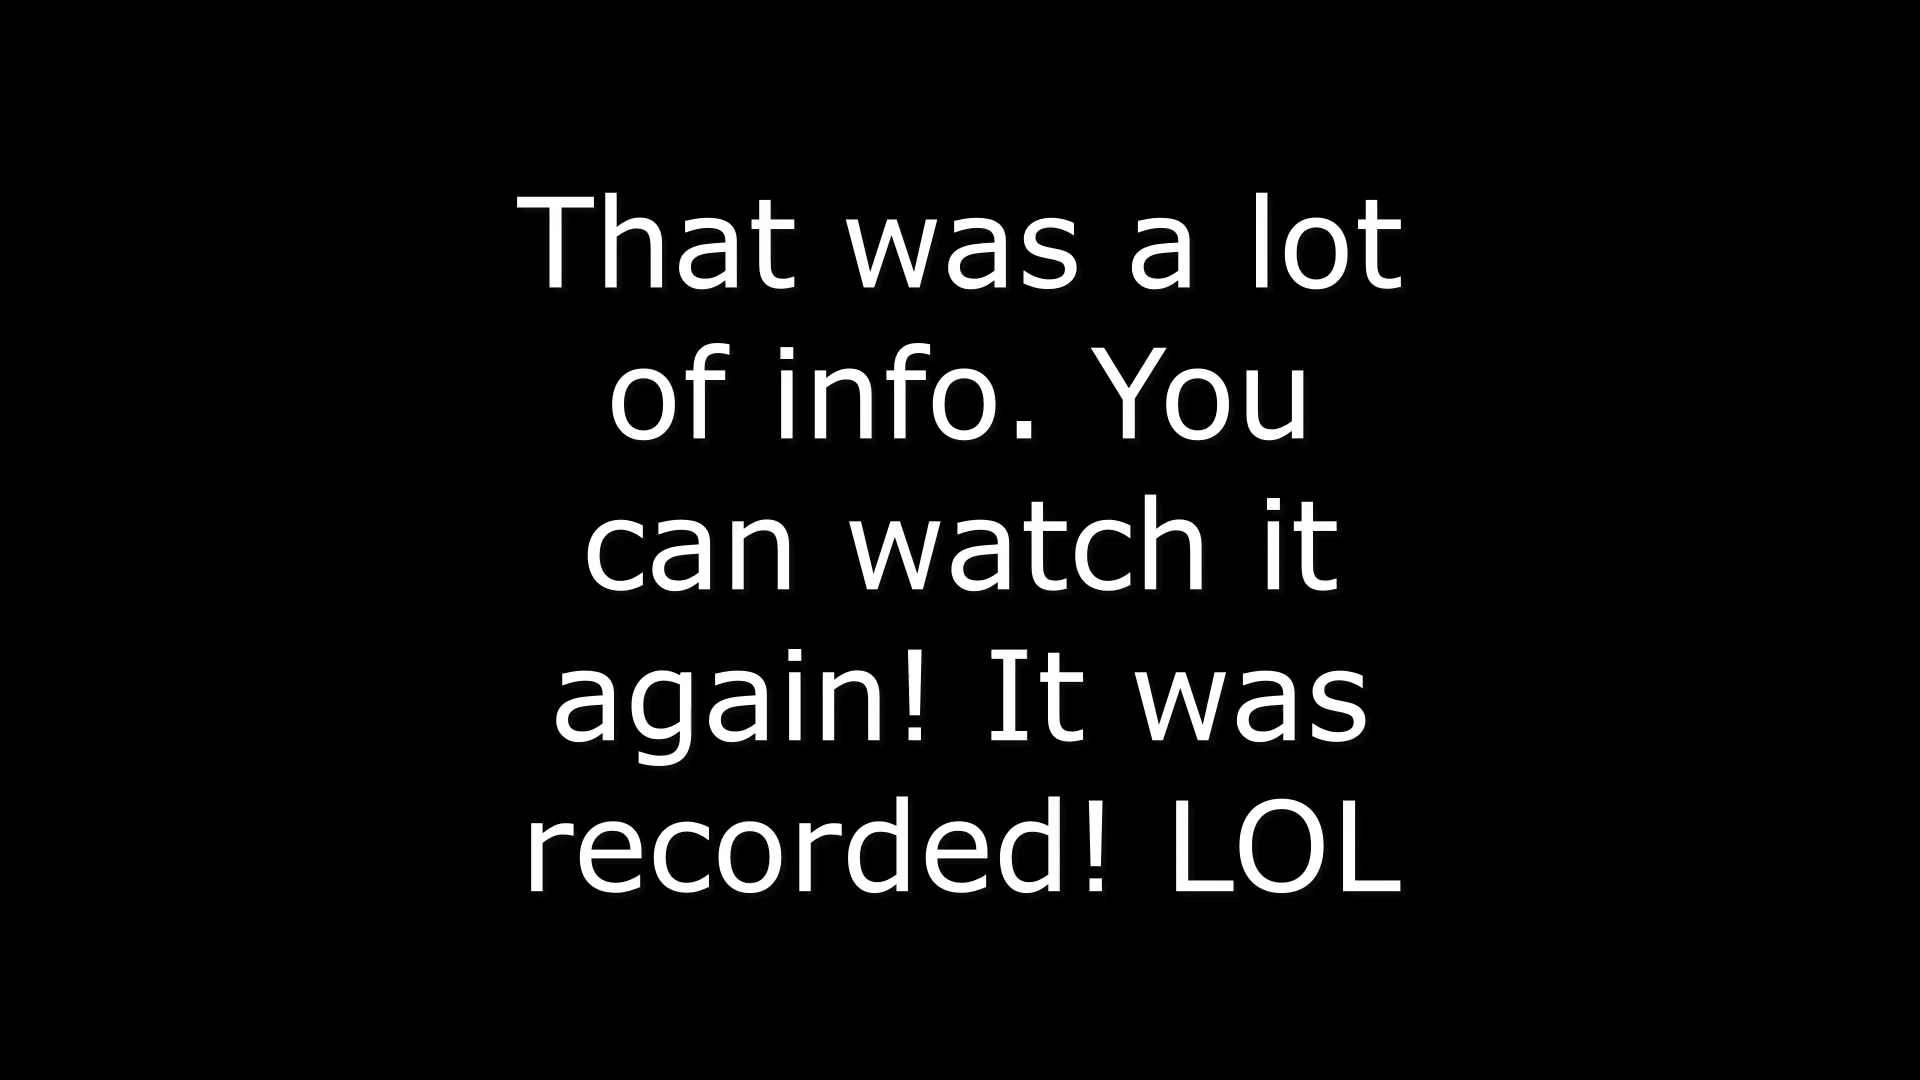 That was a lot
of info. You
can watch it
again! It was
recorded! LOL